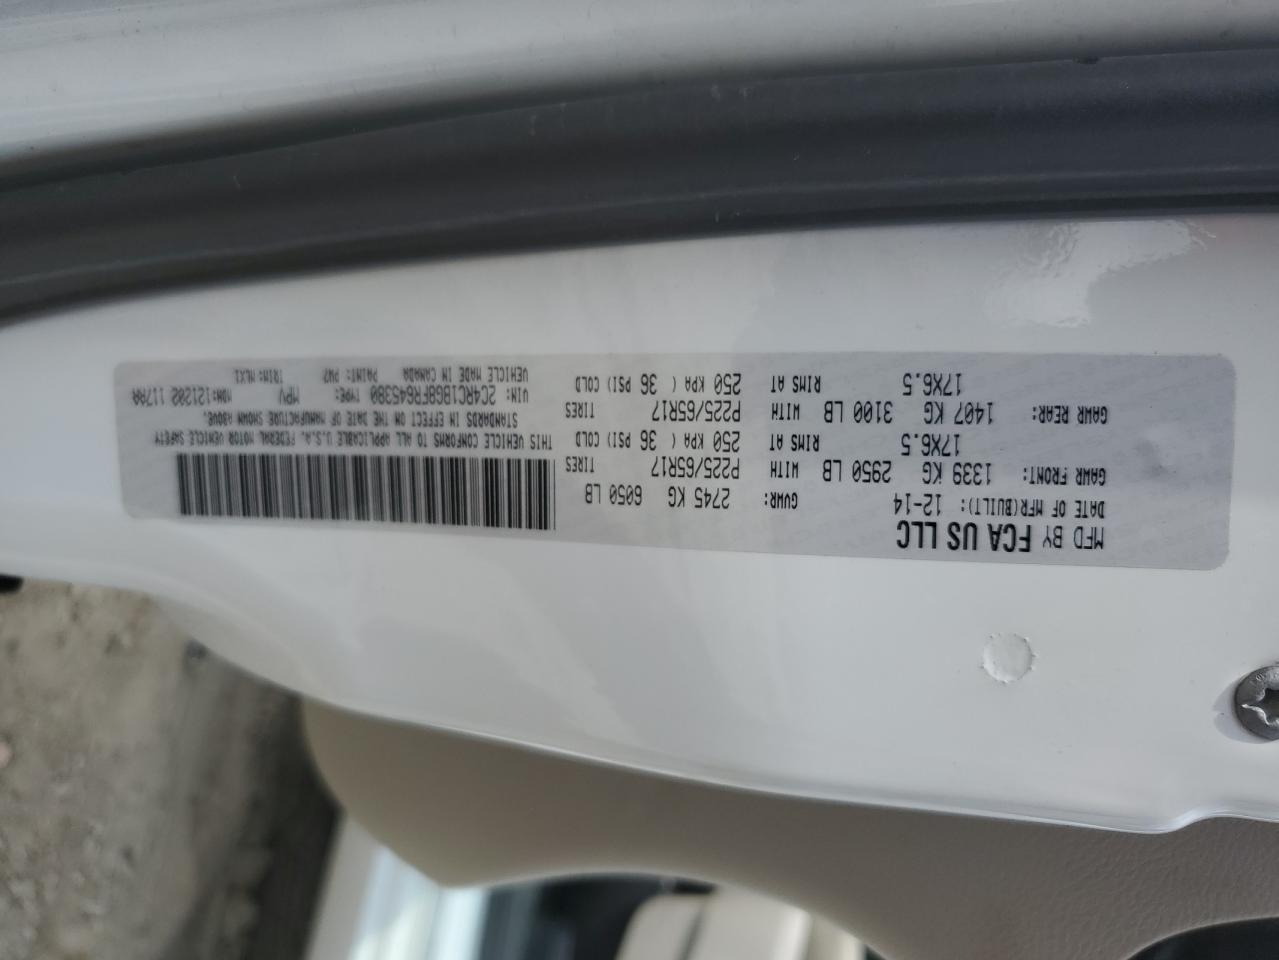 MFD BY FCA US LLC
DATE OF MFR(BUILT): 12-14 GVWR: 2745 KG 6050 LB
GAWR FRONT: 1339 KG 2950 LB WITH P225/65R17 TIRES
17X6.5 RIMS AT 250 KPA ( 36 PSI) COLD
GAWR REAR: 1407 KG 3100 LB WITH P225/65R17 TIRES
17X6.5 RIMS AT 250 KPA ( 36 PSI) COLD
THIS VEHICLE CONFORMS TO ALL APPLICABLE U.S.A. FEDERAL MOTOR VEHICLE SAFETY
STANDARDS IN EFFECT ON THE DATE OF MANUFACTURE SHOWN ABOVE.
VIN: 2C4RC1BG8FR645380 TYPE: MPV MDH:121202 117AA
VEHICLE MADE IN CANADA PAINT: PW7 TRIM: